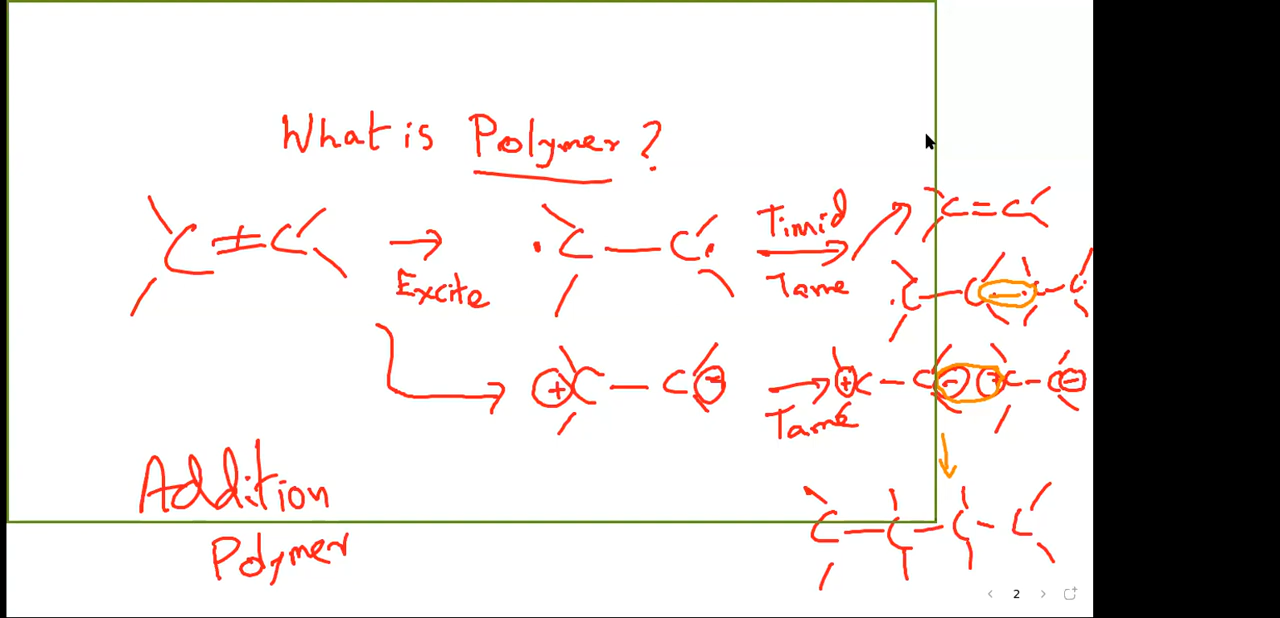 What is Polymer?
C = C
Excite
· C — C ·
Timid
Tame
C = C
· C — C · — · C — C ·
⊕ C — C ⊖
Tame
⊕ C — C ⊖ ⊕ C — C ⊖
Addition
Polymer
C — C — C — C
2